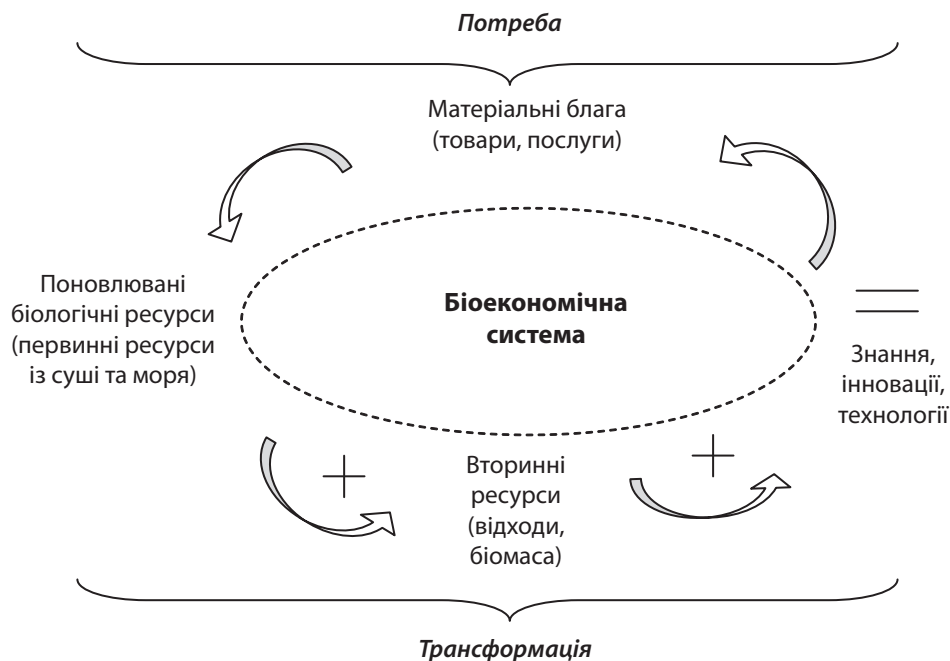 Потреба
Матеріальні блага
(товари, послуги)
Поновлювані
біологічні ресурси
(первинні ресурси
із суші та моря)
Біоекономічна
система
Знання,
інновації,
технології
Вторинні
ресурси
(відходи,
біомаса)
Трансформація